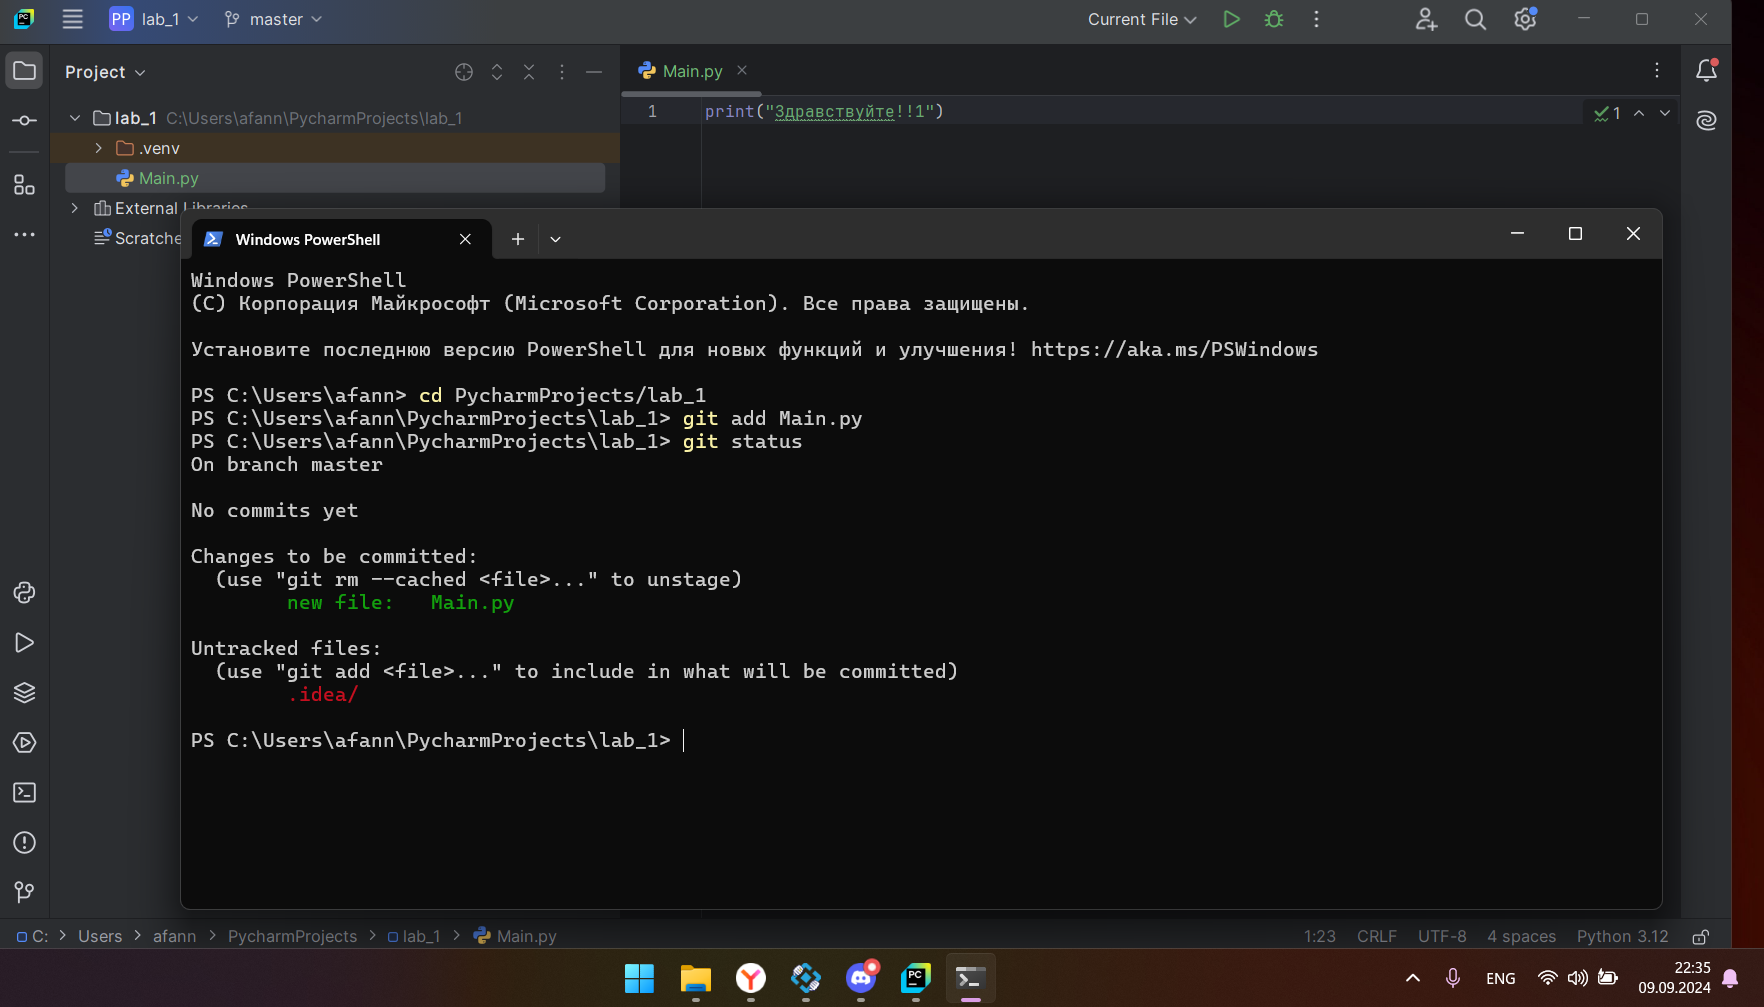 PC PP lab_1 master Current File
Project
Main.py
lab_1 C:\Users\afann\PycharmProjects\lab_1
1 print("Здравствуйте!!1") 1
.venv
Main.py
External Libraries
Scratche
Windows PowerShell
Windows PowerShell
(C) Корпорация Майкрософт (Microsoft Corporation). Все права защищены.
Установите последнюю версию PowerShell для новых функций и улучшения! https://aka.ms/PSWindows
PS C:\Users\afann> cd PycharmProjects/lab_1
PS C:\Users\afann\PycharmProjects\lab_1> git add Main.py
PS C:\Users\afann\PycharmProjects\lab_1> git status
On branch master
No commits yet
Changes to be committed:
(use "git rm --cached <file>..." to unstage)
new file: Main.py
Untracked files:
(use "git add <file>..." to include in what will be committed)
.idea/
PS C:\Users\afann\PycharmProjects\lab_1>
C: > Users > afann > PycharmProjects > lab_1 > Main.py 1:23 CRLF UTF-8 4 spaces Python 3.12
PC ENG 22:35
09.09.2024